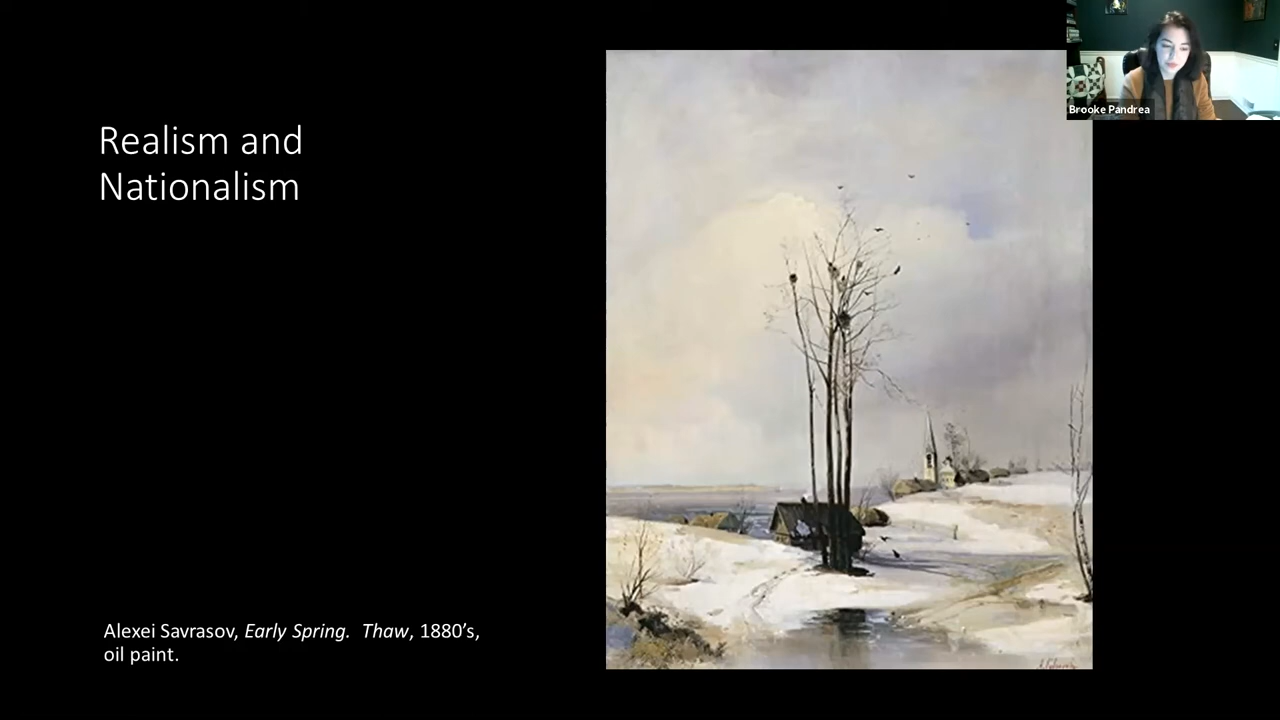 Realism and
Nationalism
Brooke Pandrea
Alexei Savrasov, Early Spring.  Thaw, 1880’s,
oil paint.